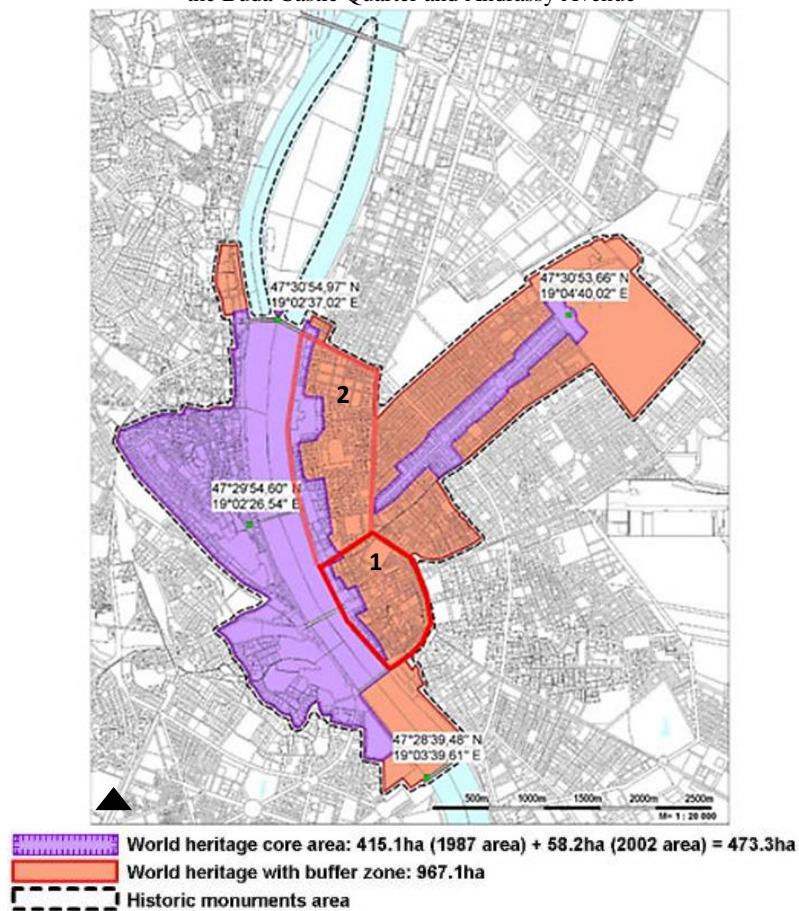 the Buda Castle Quarter and Andrássy Avenue
47°30'54,97" N
19°02'37,02" E
47°30'53,66" N
19°04'40,02" E
2
47°29'54,60" N
19°02'26,54" E
1
47°28'39,48" N
19°03'39,61" E
500m 1000m 1500m 2000m 2500m
M= 1 : 20 000
World heritage core area: 415.1ha (1987 area) + 58.2ha (2002 area) = 473.3ha
World heritage with buffer zone: 967.1ha
Historic monuments area